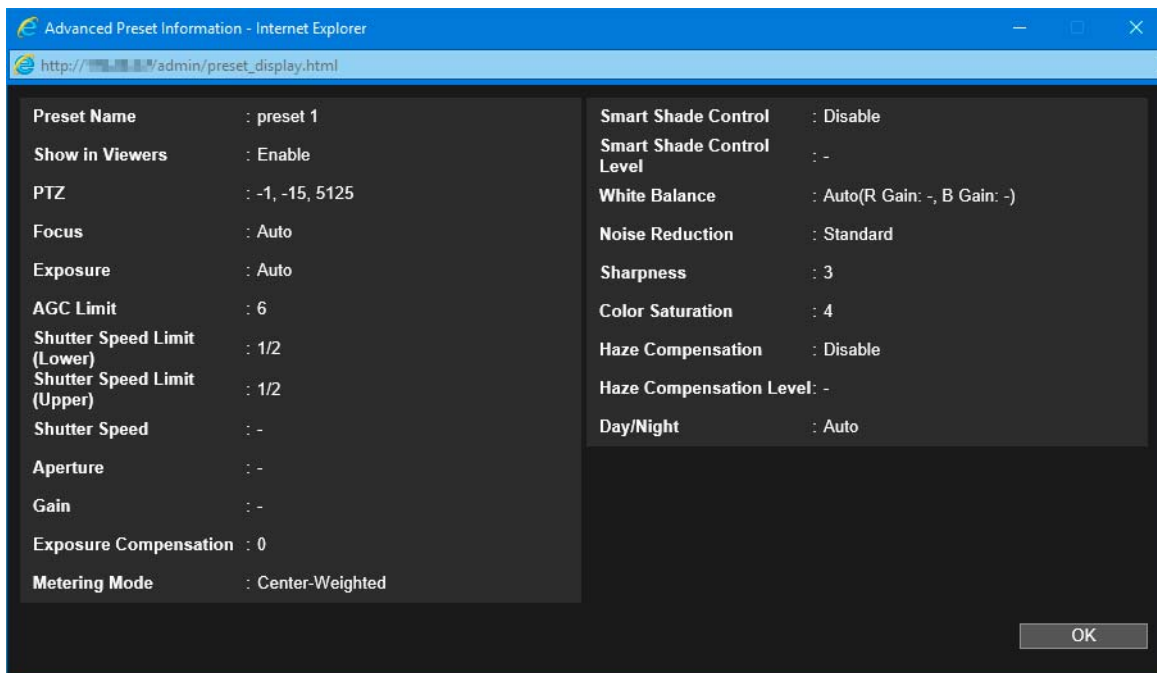 Advanced Preset Information - Internet Explorer
http:// /admin/preset_display.html
Preset Name : preset 1
Show in Viewers : Enable
PTZ : -1, -15, 5125
Focus : Auto
Exposure : Auto
AGC Limit : 6
Shutter Speed Limit
(Lower) : 1/2
Shutter Speed Limit
(Upper) : 1/2
Shutter Speed : -
Aperture : -
Gain : -
Exposure Compensation : 0
Metering Mode : Center-Weighted
Smart Shade Control : Disable
Smart Shade Control
Level : -
White Balance : Auto(R Gain: -, B Gain: -)
Noise Reduction : Standard
Sharpness : 3
Color Saturation : 4
Haze Compensation : Disable
Haze Compensation Level: -
Day/Night : Auto
OK